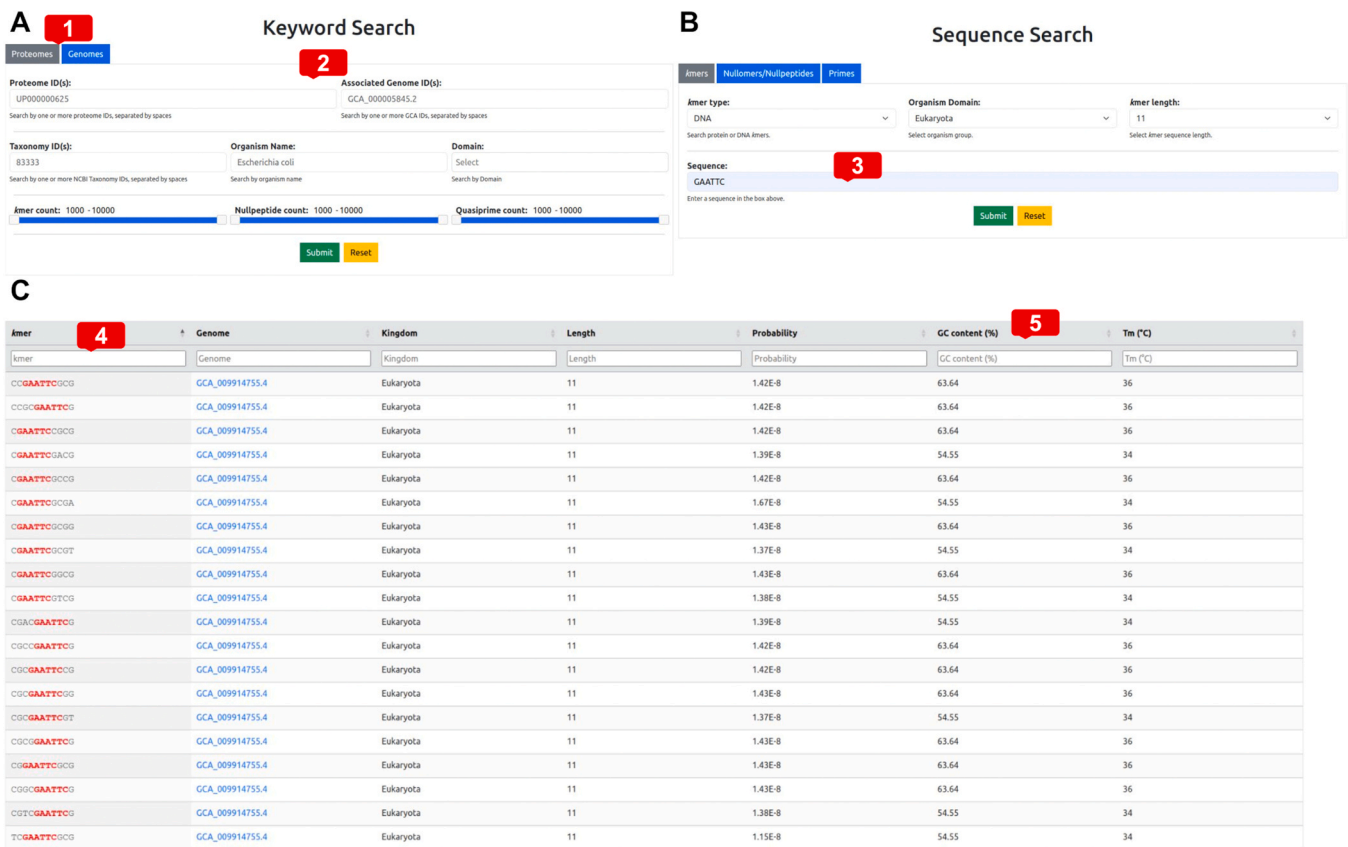 A
1
Keyword Search
Proteomes Genomes
2
Proteome ID(s): Associated Genome ID(s):
UP000000625 GCA_000005845.2
Search by one or more proteome IDs, separated by spaces Search by one or more GCA IDs, separated by spaces
Taxonomy ID(s): Organism Name: Domain:
83333 Escherichia coli Select
Search by one or more NCBI Taxonomy IDs, separated by spaces Search by organism name Search by Domain
kmer count: 1000 - 10000 Nullpeptide count: 1000 - 10000 Quasiprime count: 1000 - 10000
Submit Reset
B
Sequence Search
kmers Nullomers/Nullpeptides Primes
kmer type: Organism Domain: kmer length:
DNA Eukaryota 11
Search protein or DNA kmers. Select organism group. Select kmer sequence length.
Sequence:
3
GAATTC
Enter a sequence in the box above.
Submit Reset
C
4
5
kmer Genome Kingdom Length Probability GC content (%) Tm (°C)
kmer Genome Kingdom Length Probability GC content (%) Tm (°C)
CCGAATTCGCG GCA_009914755.4 Eukaryota 11 1.42E-8 63.64 36
CCGCGAATTCG GCA_009914755.4 Eukaryota 11 1.42E-8 63.64 36
CGAATTCCGCG GCA_009914755.4 Eukaryota 11 1.42E-8 63.64 36
CGAATTCGACG GCA_009914755.4 Eukaryota 11 1.39E-8 54.55 34
CGAATTCGCCG GCA_009914755.4 Eukaryota 11 1.42E-8 63.64 36
CGAATTCGCGA GCA_009914755.4 Eukaryota 11 1.67E-8 54.55 34
CGAATTCGCGG GCA_009914755.4 Eukaryota 11 1.43E-8 63.64 36
CGAATTCGCGT GCA_009914755.4 Eukaryota 11 1.37E-8 54.55 34
CGAATTCGGCG GCA_009914755.4 Eukaryota 11 1.43E-8 63.64 36
CGAATTCGTCG GCA_009914755.4 Eukaryota 11 1.38E-8 54.55 34
CGACGAATTCG GCA_009914755.4 Eukaryota 11 1.39E-8 54.55 34
CGCCGAATTCG GCA_009914755.4 Eukaryota 11 1.42E-8 63.64 36
CGCGAATTCCG GCA_009914755.4 Eukaryota 11 1.42E-8 63.64 36
CGCGAATTCGG GCA_009914755.4 Eukaryota 11 1.43E-8 63.64 36
CGCGAATTCGT GCA_009914755.4 Eukaryota 11 1.37E-8 54.55 34
CGCGGAATTCG GCA_009914755.4 Eukaryota 11 1.43E-8 63.64 36
CGGAATTCGCG GCA_009914755.4 Eukaryota 11 1.43E-8 63.64 36
CGGCGAATTCG GCA_009914755.4 Eukaryota 11 1.43E-8 63.64 36
CGTCGAATTCG GCA_009914755.4 Eukaryota 11 1.38E-8 54.55 34
TCGAATTCGCG GCA_009914755.4 Eukaryota 11 1.15E-8 54.55 34